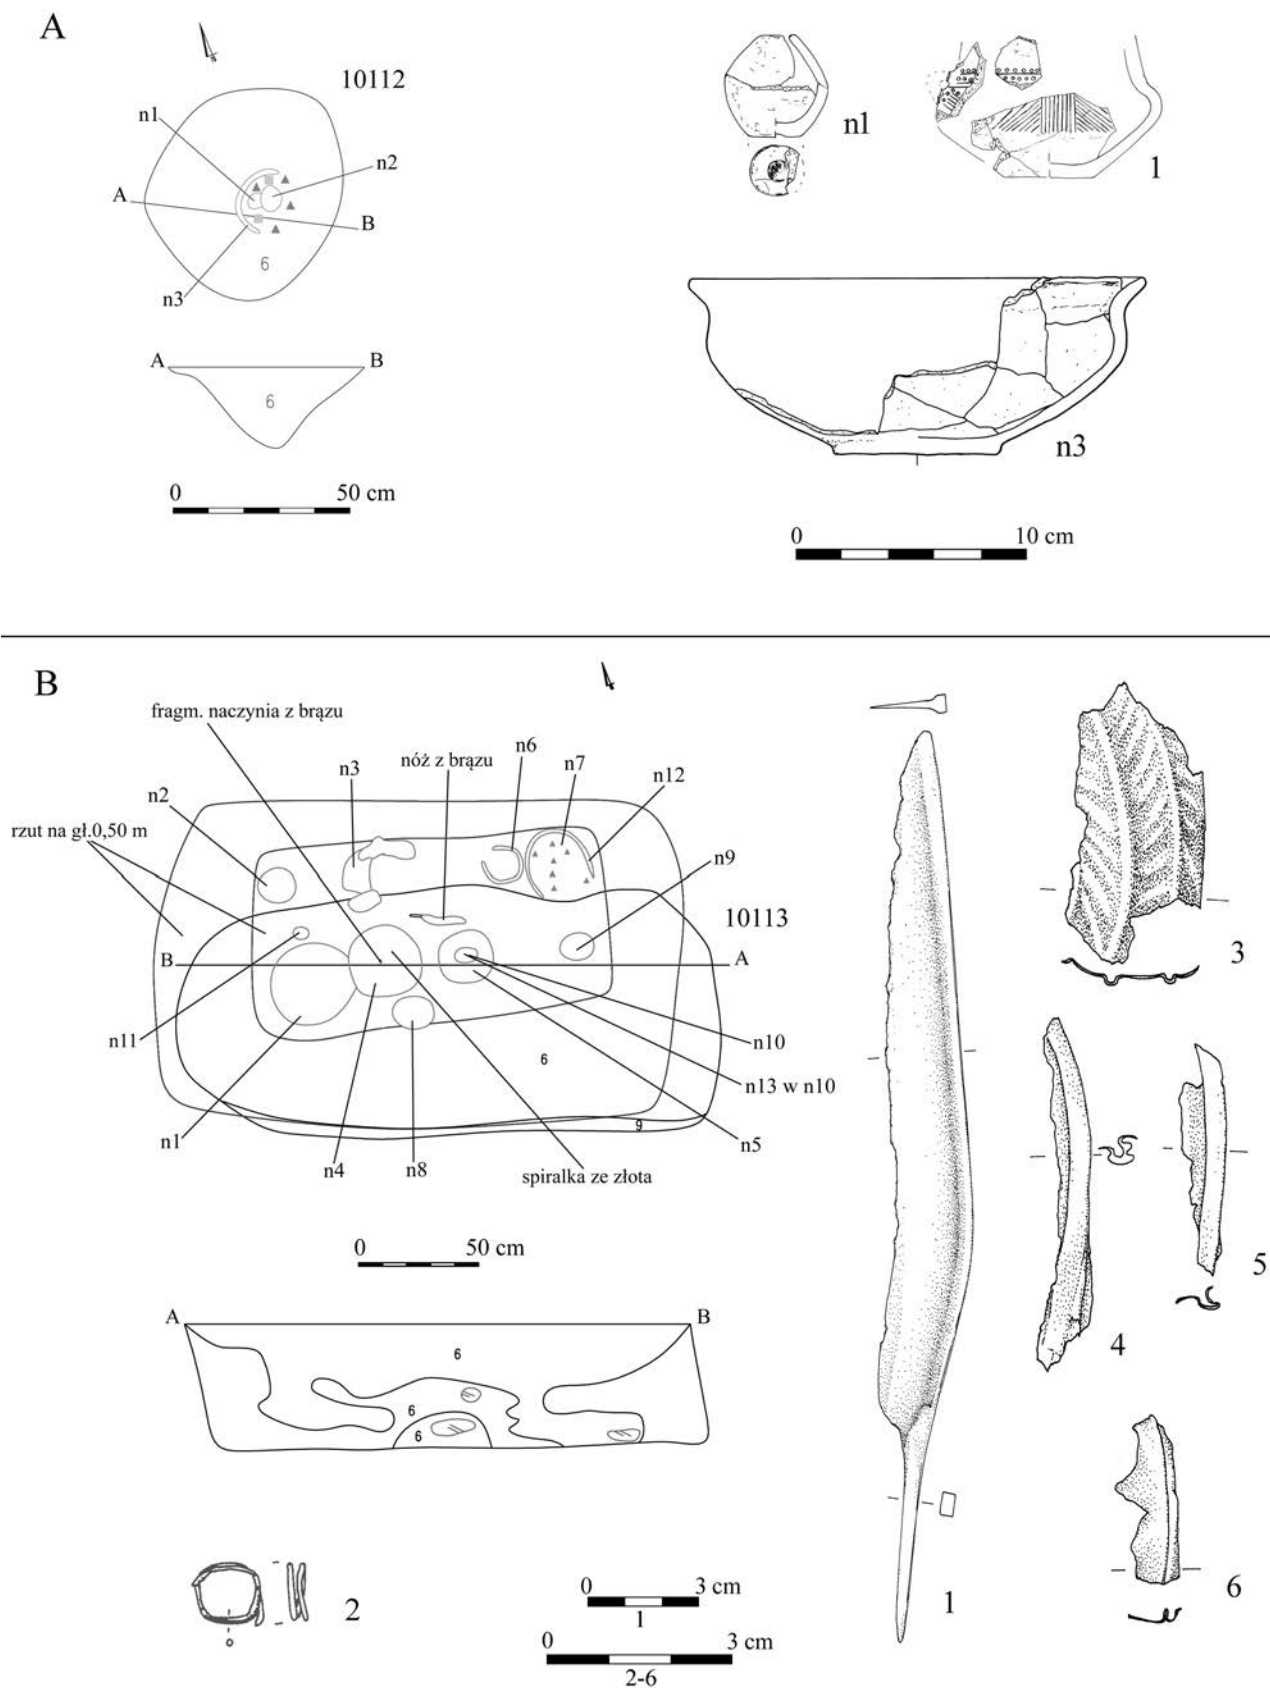 A
10112
n1
n2
A
B
6
n3
A
B
6
0 50 cm
n1
1
n3
0 10 cm
B
fragm. naczynia z brązu
n6
nóż z brązu
n7
n3
n12
n2
rzut na gł.0,50 m
n9
10113
B
A
n11
n10
6
n13 w n10
9
n1
n5
n4
n8
spiralka ze złota
0 50 cm
A
B
6
6
6
2
0 3 cm
1
0 3 cm
2-6
1
3
4
5
6